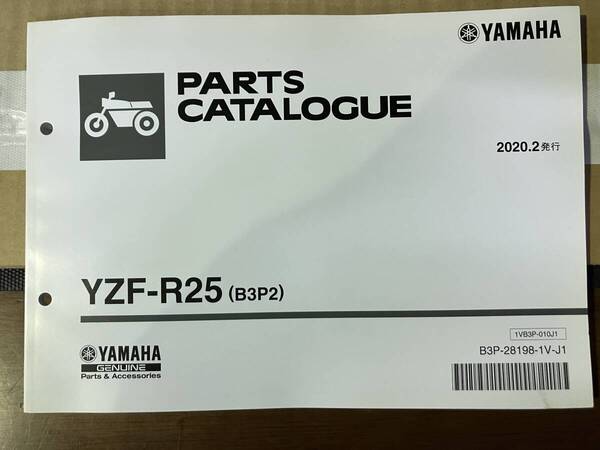 YAMAHA
PARTS
CATALOGUE
2020.2発行
YZF-R25 (B3P2)
1VB3P-010J1
B3P-28198-1V-J1
YAMAHA
GENUINE
Parts & Accessories